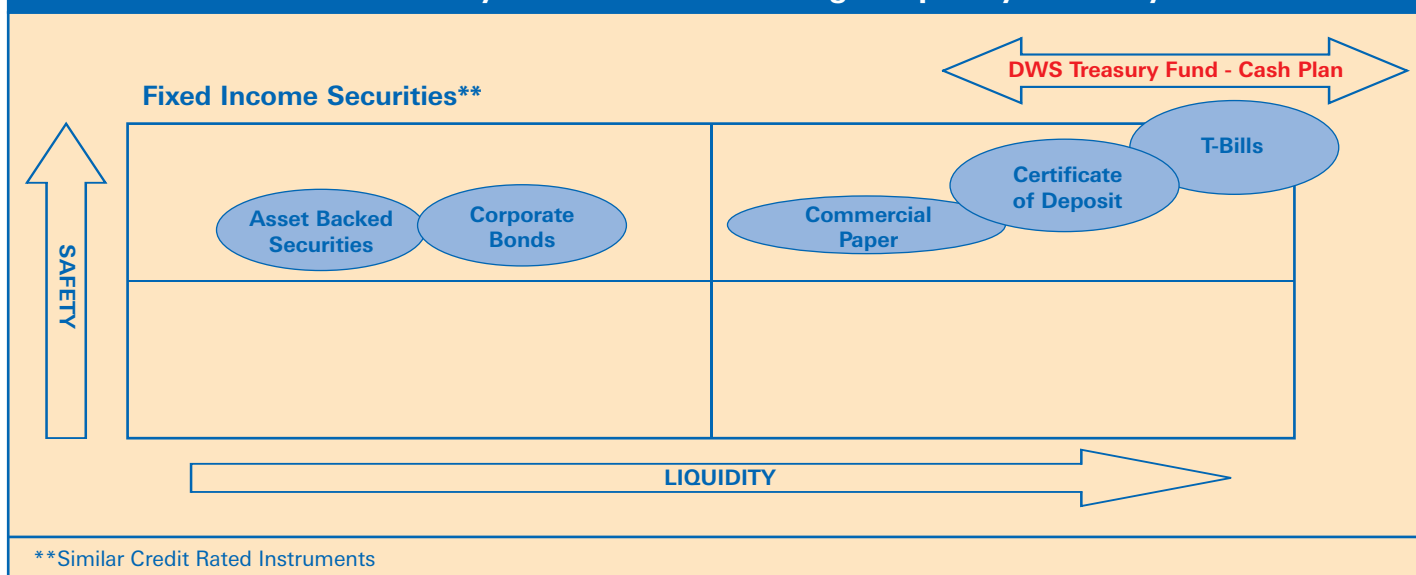 DWS Treasury Fund - Cash Plan
Fixed Income Securities**
T-Bills
Certificate
of Deposit
Asset Backed
Securities
Corporate
Bonds
Commercial
Paper
SAFETY
LIQUIDITY
**Similar Credit Rated Instruments